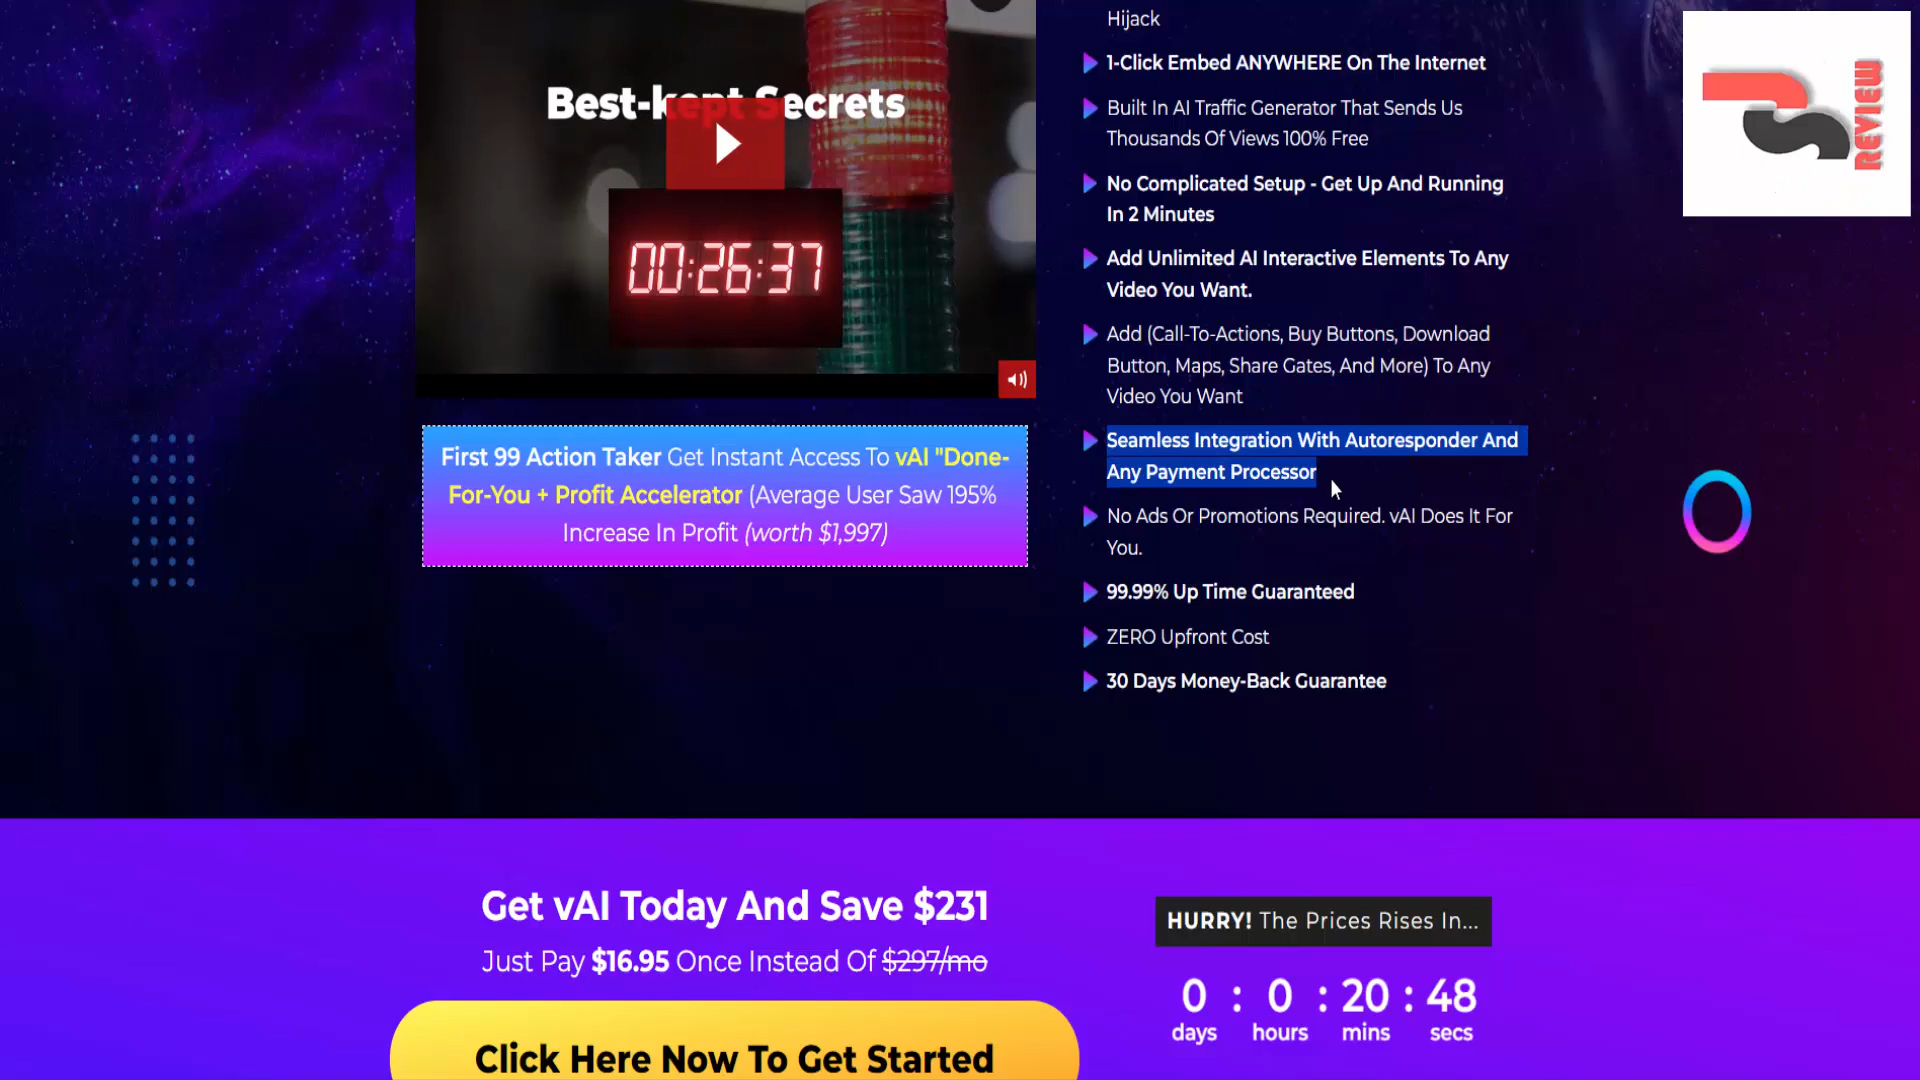 Best-kept Secrets
00:26:37
First 99 Action Taker Get Instant Access To vAI "Done-
For-You + Profit Accelerator (Average User Saw 195%
Increase In Profit (worth $1,997)
Hijack
1-Click Embed ANYWHERE On The Internet
Built In AI Traffic Generator That Sends Us
Thousands Of Views 100% Free
No Complicated Setup - Get Up And Running
In 2 Minutes
Add Unlimited AI Interactive Elements To Any
Video You Want.
Add (Call-To-Actions, Buy Buttons, Download
Button, Maps, Share Gates, And More) To Any
Video You Want
Seamless Integration With Autoresponder And
Any Payment Processor
No Ads Or Promotions Required. vAI Does It For
You.
99.99% Up Time Guaranteed
ZERO Upfront Cost
30 Days Money-Back Guarantee
REVIEW
Get vAI Today And Save $231
Just Pay $16.95 Once Instead Of $297/mo
Click Here Now To Get Started
HURRY! The Prices Rises In...
0 : 0 : 20 : 48
days hours mins secs